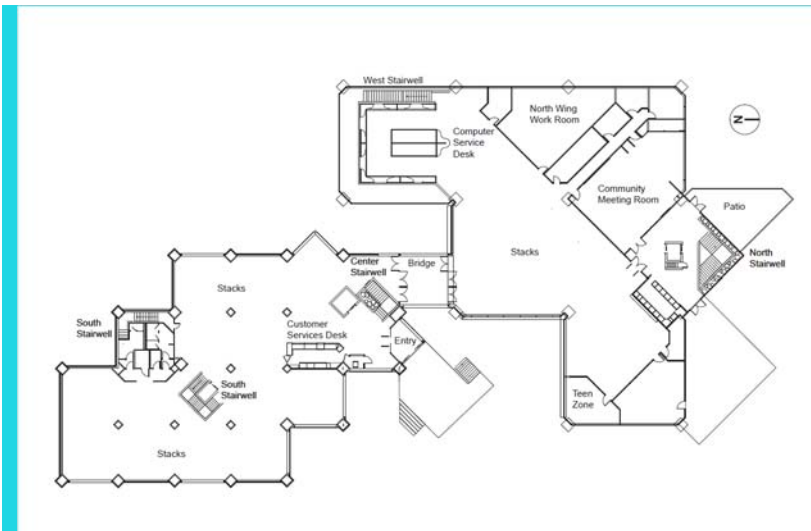 West Stairwell
North Wing
Work Room
N
Computer
Service
Desk
Community
Meeting Room
Patio
Stacks
North
Stairwell
Center
Stairwell
Bridge
Stacks
South
Stairwell
Customer
Services Desk
Entry
South
Stairwell
Teen
Zone
Stacks